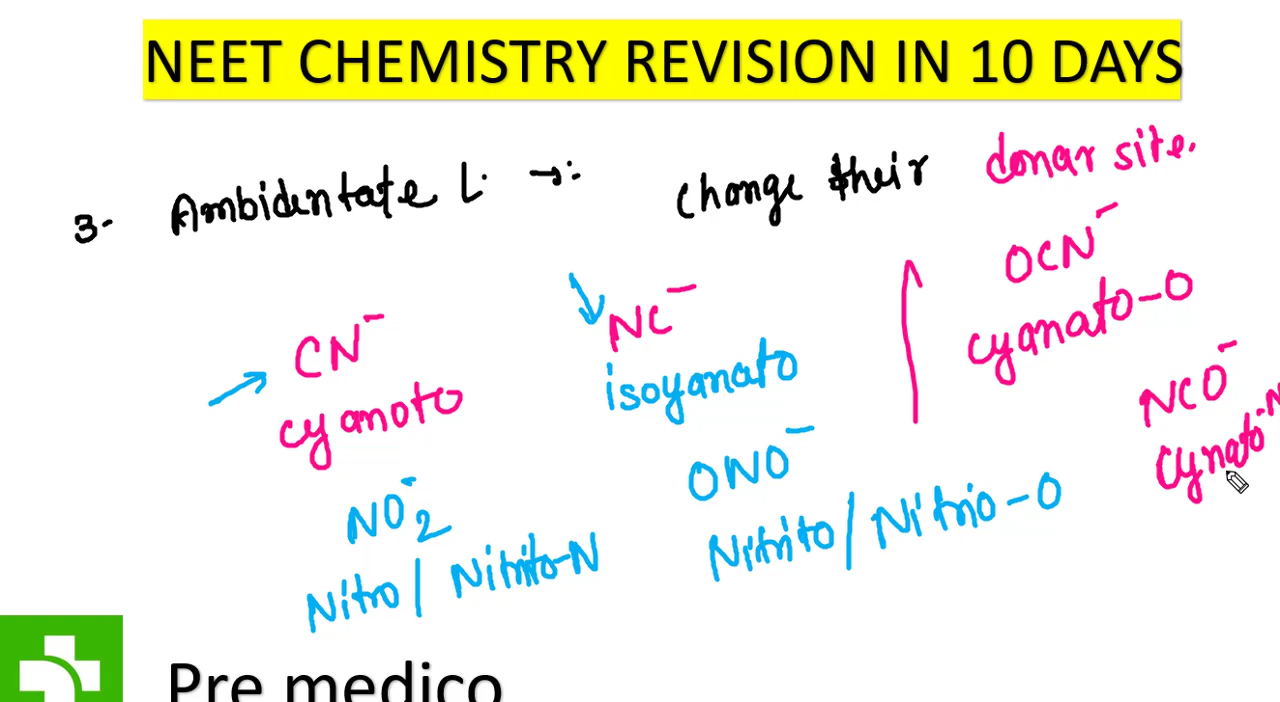 NEET CHEMISTRY REVISION IN 10 DAYS
3- Ambidentate L. →: change their donar site.
CN⁻
cyanoto
NC⁻
isoyanato
OCN⁻
cyanato-O
NCO⁻
Cynato-N
NO₂⁻
Nitro/ Nitrito-N
ONO⁻
Nitrito/ Nitrio-O
Pre medico